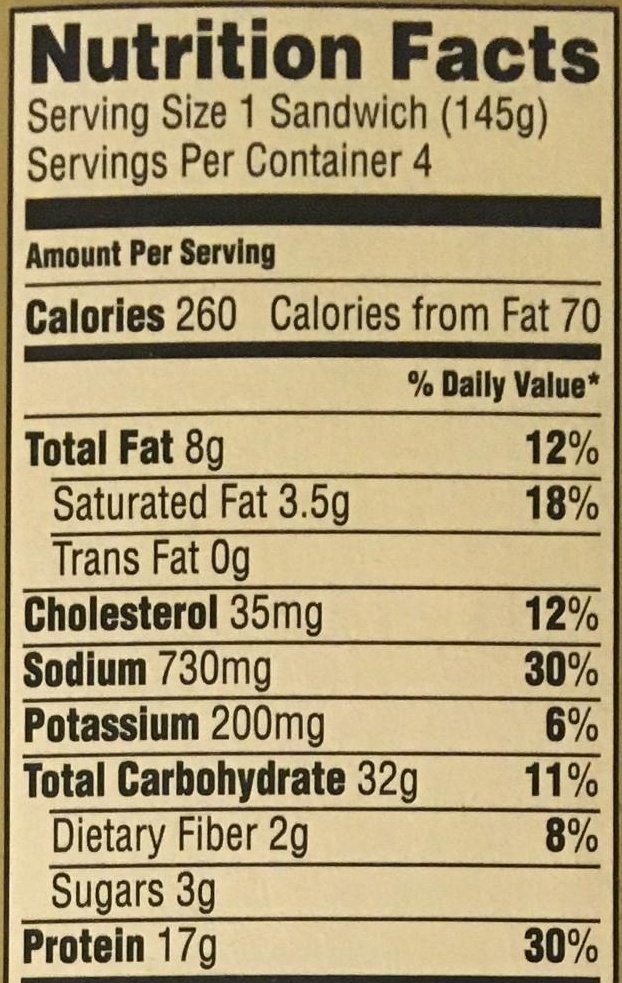 Nutrition Facts
Serving Size 1 Sandwich (145g)
Servings Per Container 4
Amount Per Serving
Calories 260 Calories from Fat 70
% Daily Value*
Total Fat 8g 12%
Saturated Fat 3.5g 18%
Trans Fat 0g
Cholesterol 35mg 12%
Sodium 730mg 30%
Potassium 200mg 6%
Total Carbohydrate 32g 11%
Dietary Fiber 2g 8%
Sugars 3g
Protein 17g 30%